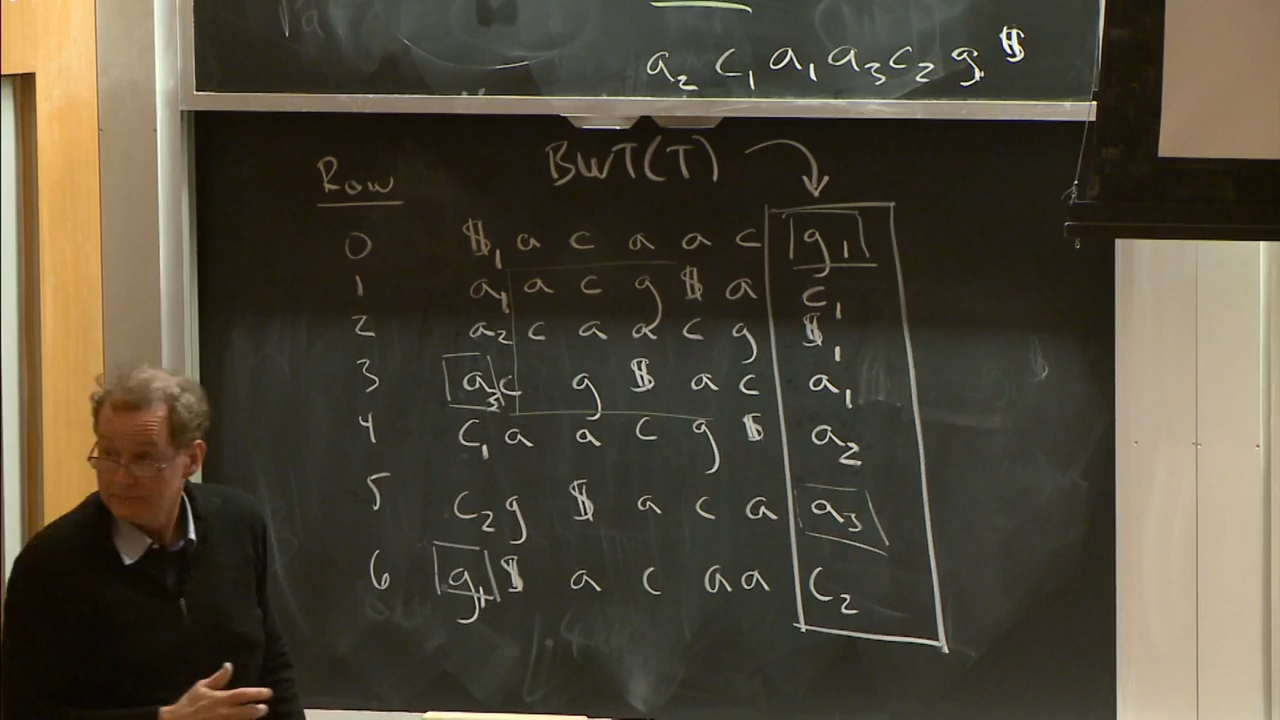 a₂ c₁ a₁ a₃ c₂ g $
BWT(T)
Row
0 $₁ a c a a c g₁
1 a₁ a c g $ a c₁
2 a₂ c a a c g $₁
3 a₃ c g $ a c a₁
4 c₁ a a c g $ a₂
5 c₂ g $ a c a a₃
6 g₁ $ a c a a c₂